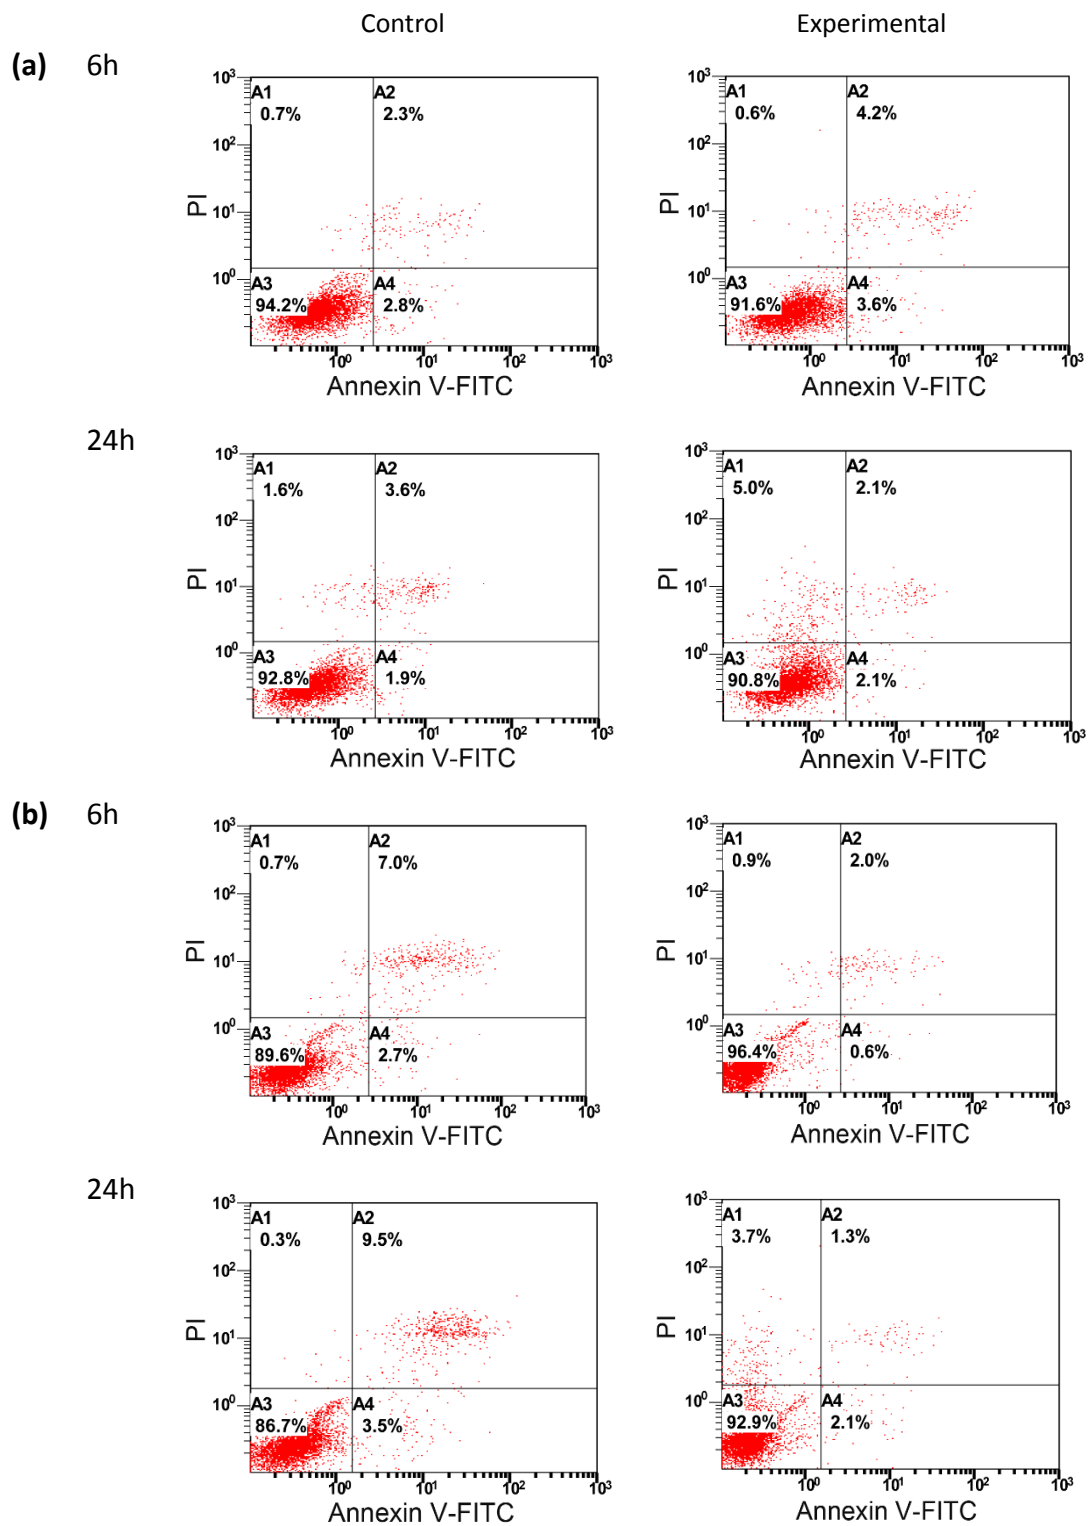 Control Experimental
(a) 6h
10³ A1 A2 10³ A1 A2
0.7% 2.3% 0.6% 4.2%
10² 10²
PI 10¹ PI 10¹
10⁰ A3 A4 10⁰ A3 A4
94.2% 2.8% 91.6% 3.6%
10⁰ 10¹ 10² 10³ 10⁰ 10¹ 10² 10³
Annexin V-FITC Annexin V-FITC
24h
10³ A1 A2 10³ A1 A2
1.6% 3.6% 5.0% 2.1%
10² 10²
PI 10¹ PI 10¹
10⁰ A3 A4 10⁰ A3 A4
92.8% 1.9% 90.8% 2.1%
10⁰ 10¹ 10² 10³ 10⁰ 10¹ 10² 10³
Annexin V-FITC Annexin V-FITC
(b) 6h
10³ A1 A2 10³ A1 A2
0.7% 7.0% 0.9% 2.0%
10² 10²
PI 10¹ PI 10¹
10⁰ A3 A4 10⁰ A3 A4
89.6% 2.7% 96.4% 0.6%
10⁰ 10¹ 10² 10³ 10⁰ 10¹ 10² 10³
Annexin V-FITC Annexin V-FITC
24h
10³ A1 A2 10³ A1 A2
0.3% 9.5% 3.7% 1.3%
10² 10²
PI 10¹ PI 10¹
10⁰ A3 A4 10⁰ A3 A4
86.7% 3.5% 92.9% 2.1%
10⁰ 10¹ 10² 10³ 10⁰ 10¹ 10² 10³
Annexin V-FITC Annexin V-FITC